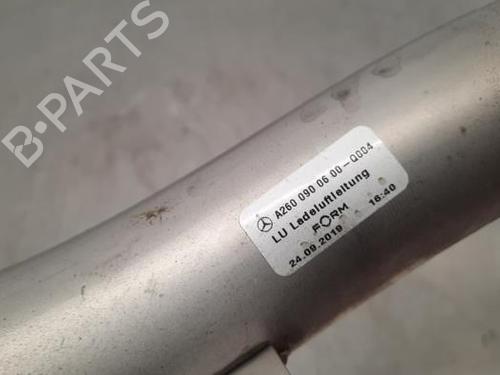 B-PARTS
A260 090 06 00-Q004
LU Ladeluftleitung
FORM
24.09.2019 16:40